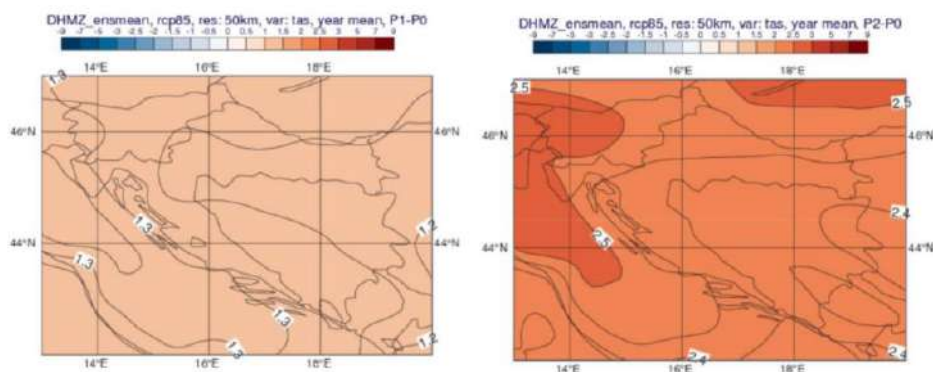 DHMZ_ensmean, rcp85, res: 50km, var: tas, year mean, P1-P0
-9 -7 -5 -3 -2.5 -2 -1.5 -1 -0.5 0 0.5 1 1.5 2 2.5 3 5 7 9
14°E 16°E 18°E
1.3
46°N 46°N
1.3
1.2
44°N 44°N
1.3
1.3
1.3 1.2
14°E 16°E 18°E
DHMZ_ensmean, rcp85, res: 50km, var: tas, year mean, P2-P0
-9 -7 -5 -3 -2.5 -2 -1.5 -1 -0.5 0 0.5 1 1.5 2 2.5 3 5 7 9
14°E 16°E 18°E
2.5 2.5
46°N 46°N
2.4
2.5
44°N 44°N
2.4 2.4
14°E 16°E 18°E